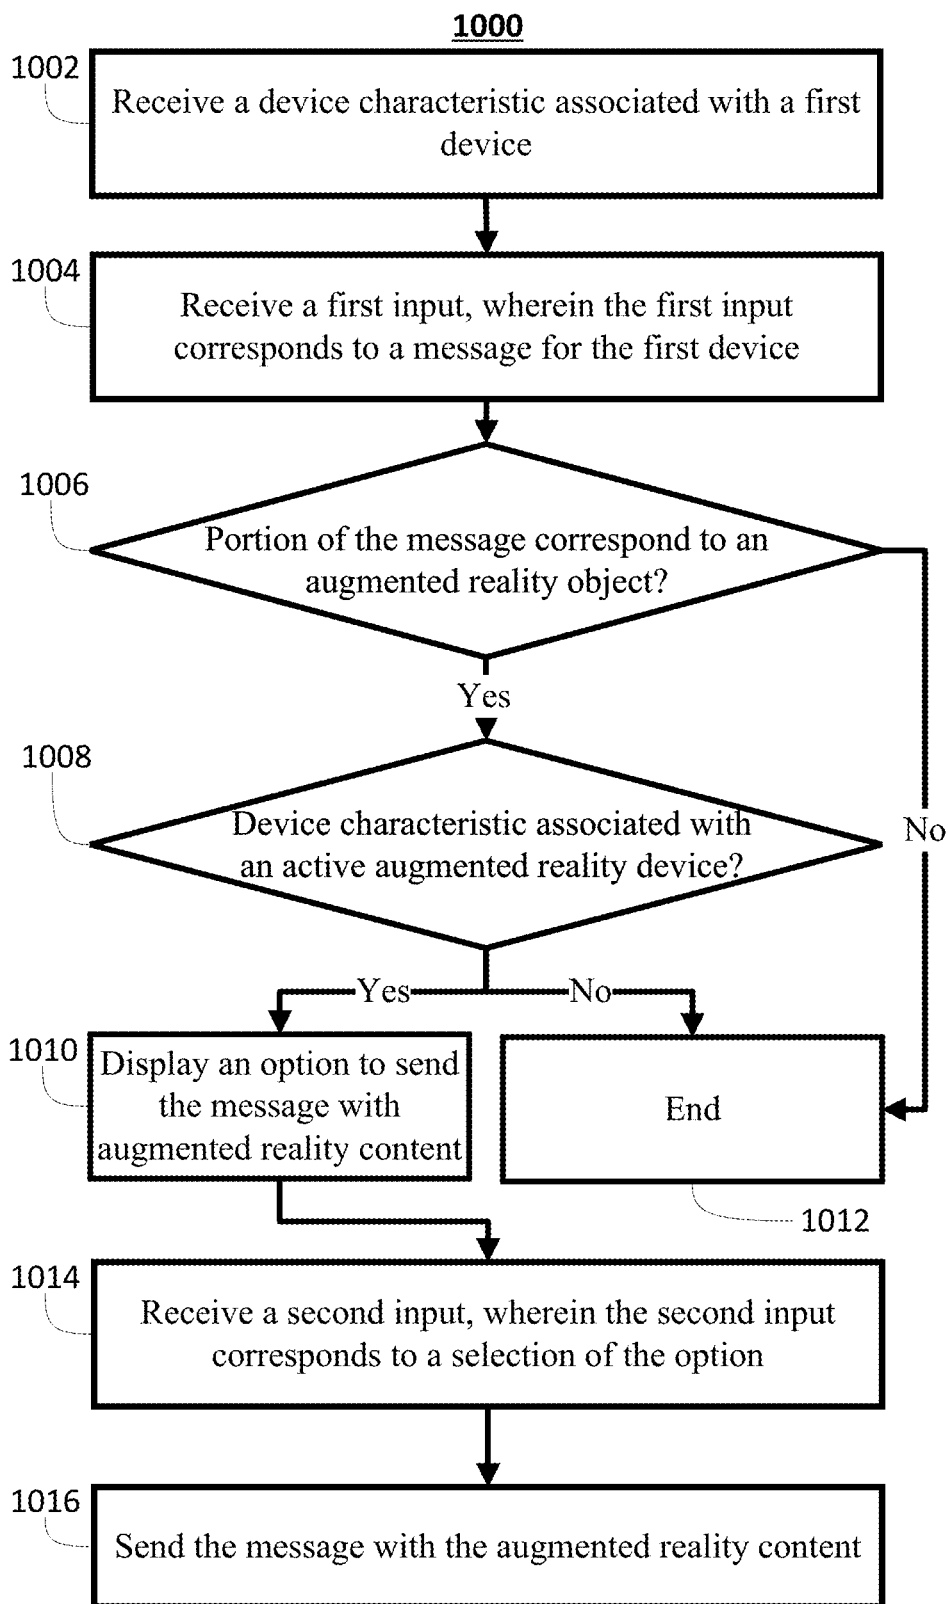 1000
1002
Receive a device characteristic associated with a first
device
1004
Receive a first input, wherein the first input
corresponds to a message for the first device
1006
Portion of the message correspond to an
augmented reality object?
Yes
1008
Device characteristic associated with
an active augmented reality device?
No
Yes
No
1010
Display an option to send
the message with
augmented reality content
End
1012
1014
Receive a second input, wherein the second input
corresponds to a selection of the option
1016
Send the message with the augmented reality content